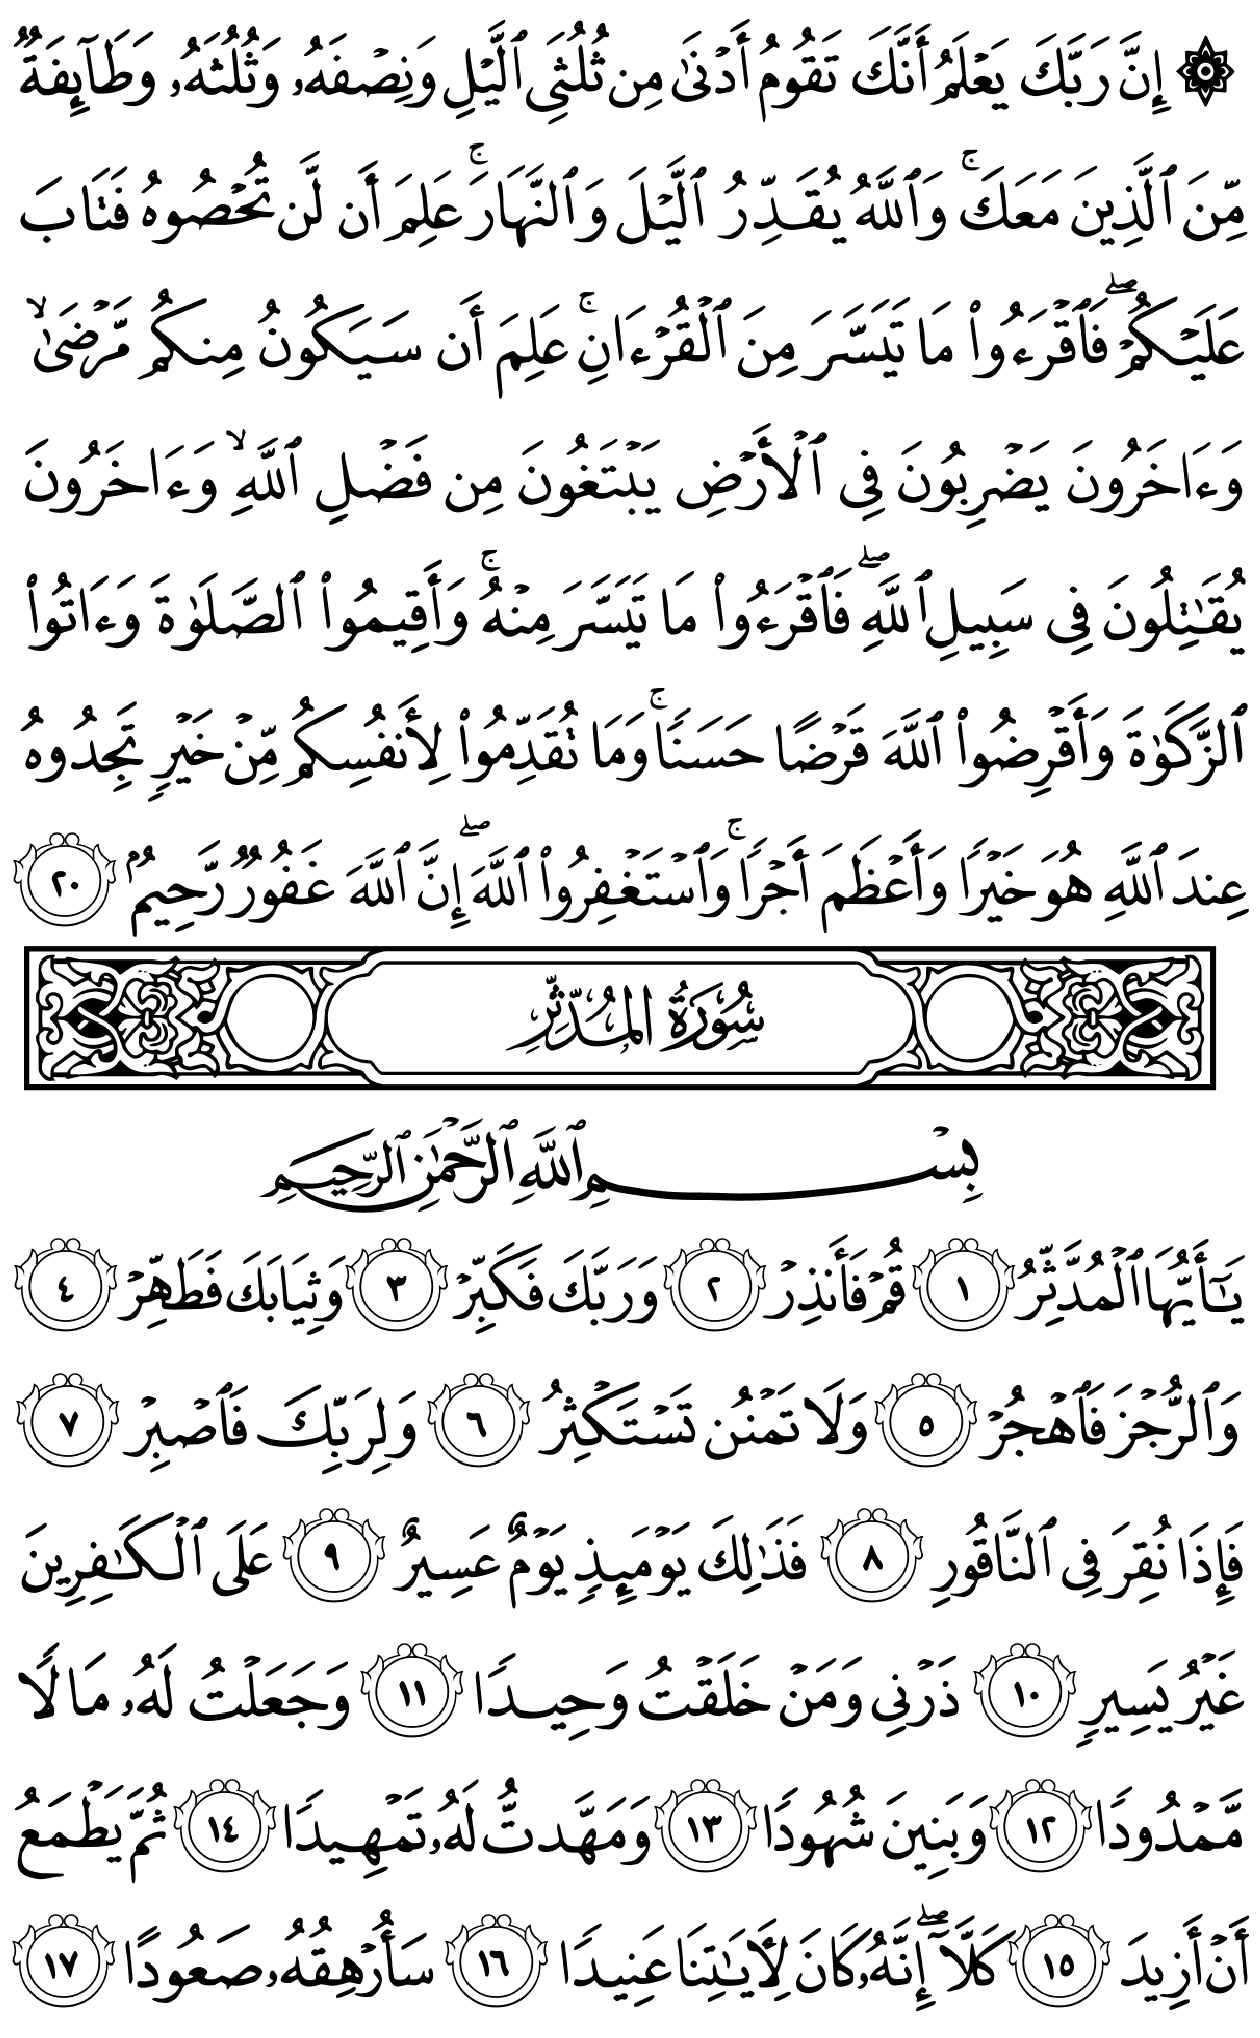 ۞ إِنَّ رَبَّكَ يَعۡلَمُ أَنَّكَ تَقُومُ أَدۡنَىٰ مِن ثُلُثَيِ ٱلَّيۡلِ وَنِصۡفَهُۥ وَثُلُثَهُۥ وَطَآئِفَةٞ
مِّنَ ٱلَّذِينَ مَعَكَۚ وَٱللَّهُ يُقَدِّرُ ٱلَّيۡلَ وَٱلنَّهَارَۚ عَلِمَ أَن لَّن تُحۡصُوهُ فَتَابَ
عَلَيۡكُمۡۖ فَٱقۡرَءُواْ مَا تَيَسَّرَ مِنَ ٱلۡقُرۡءَانِۚ عَلِمَ أَن سَيَكُونُ مِنكُم مَّرۡضَىٰ ۙ
وَءَاخَرُونَ يَضۡرِبُونَ فِي ٱلۡأَرۡضِ يَبۡتَغُونَ مِن فَضۡلِ ٱللَّهِ ۙ وَءَاخَرُونَ
يُقَٰتِلُونَ فِي سَبِيلِ ٱللَّهِۖ فَٱقۡرَءُواْ مَا تَيَسَّرَ مِنۡهُۚ وَأَقِيمُواْ ٱلصَّلَوٰةَ وَءَاتُواْ
ٱلزَّكَوٰةَ وَأَقۡرِضُواْ ٱللَّهَ قَرۡضًا حَسَنٗاۚ وَمَا تُقَدِّمُواْ لِأَنفُسِكُم مِّنۡ خَيۡرٖ تَجِدُوهُ
عِندَ ٱللَّهِ هُوَ خَيۡرٗا وَأَعۡظَمَ أَجۡرٗاۚ وَٱسۡتَغۡفِرُواْ ٱللَّهَۖ إِنَّ ٱللَّهَ غَفُورٞ رَّحِيمُۢ ٢٠
سُورَةُ المُدَّثِّرِ
بِسۡمِ ٱللَّهِ ٱلرَّحۡمَٰنِ ٱلرَّحِيمِ
يَٰٓأَيُّهَا ٱلۡمُدَّثِّرُ ١ قُمۡ فَأَنذِرۡ ٢ وَرَبَّكَ فَكَبِّرۡ ٣ وَثِيَابَكَ فَطَهِّرۡ ٤
وَٱلرُّجۡزَ فَٱهۡجُرۡ ٥ وَلَا تَمۡنُن تَسۡتَكۡثِرُ ٦ وَلِرَبِّكَ فَٱصۡبِرۡ ٧
فَإِذَا نُقِرَ فِي ٱلنَّاقُورِ ٨ فَذَٰلِكَ يَوۡمَئِذٖ يَوۡمٌ عَسِيرٌ ٩ عَلَى ٱلۡكَٰفِرِينَ
غَيۡرُ يَسِيرٖ ١٠ ذَرۡنِي وَمَنۡ خَلَقۡتُ وَحِيدٗا ١١ وَجَعَلۡتُ لَهُۥ مَالٗا
مَّمۡدُودٗا ١٢ وَبَنِينَ شُهُودٗا ١٣ وَمَهَّدتُّ لَهُۥ تَمۡهِيدٗا ١٤ ثُمَّ يَطۡمَعُ
أَنۡ أَزِيدَ ١٥ كَلَّآۖ إِنَّهُۥ كَانَ لِأٓيَٰتِنَا عَنِيدٗا ١٦ سَأُرۡهِقُهُۥ صَعُودًا ١٧